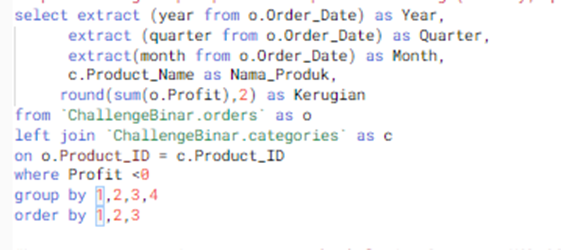 select extract (year from o.Order_Date) as Year,
extract (quarter from o.Order_Date) as Quarter,
extract(month from o.Order_Date) as Month,
c.Product_Name as Nama_Produk,
round(sum(o.Profit),2) as Kerugian
from `ChallengeBinar.orders` as o
left join `ChallengeBinar.categories` as c
on o.Product_ID = c.Product_ID
where Profit <0
group by 1,2,3,4
order by 1,2,3